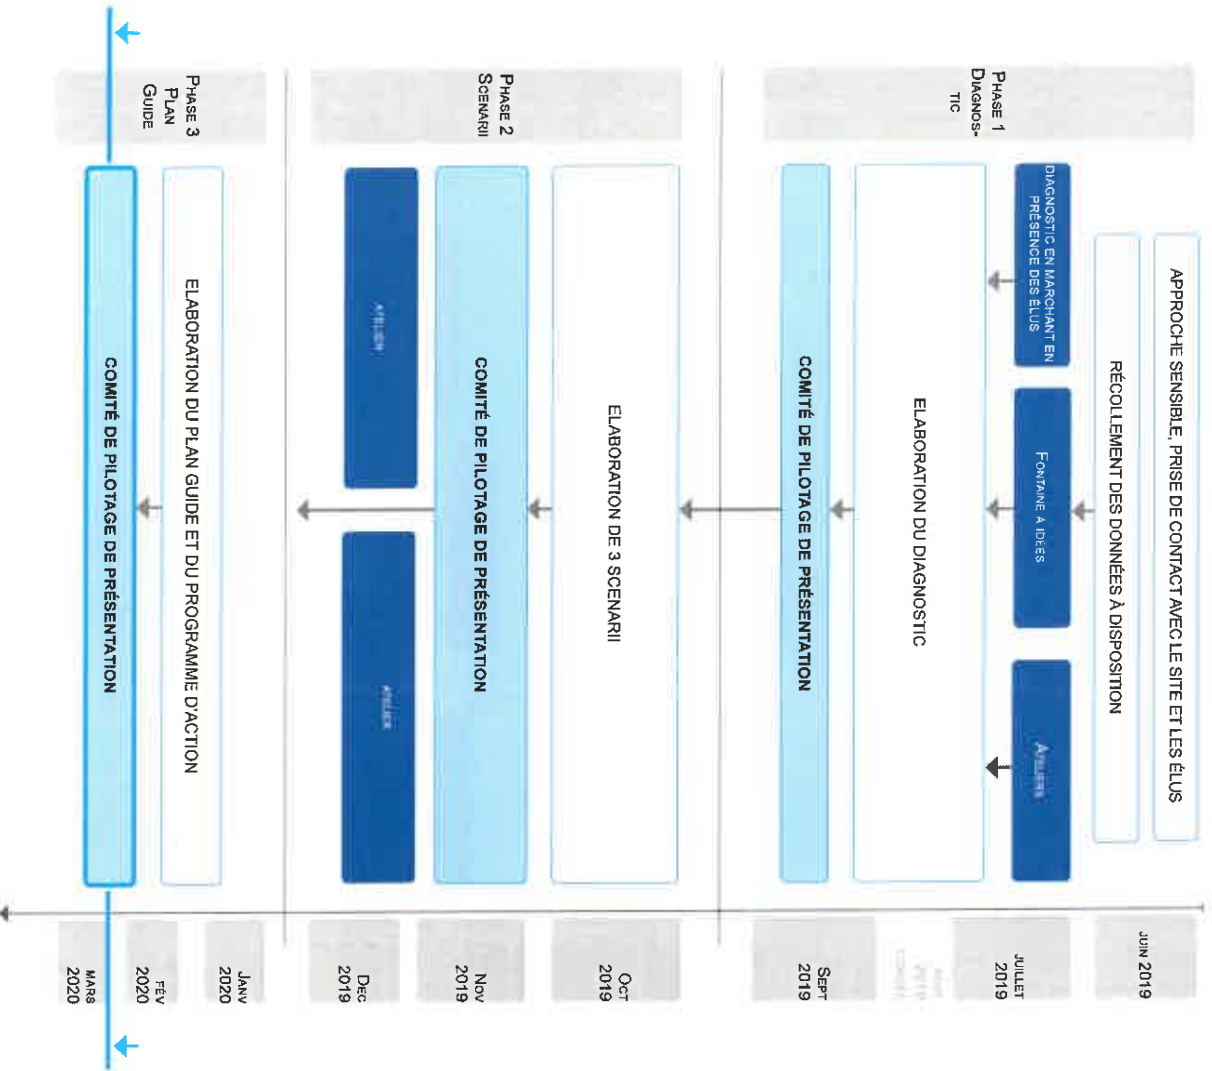 PHASE 1
DIAGNOS-
TIC
APPROCHE SENSIBLE, PRISE DE CONTACT AVEC LE SITE ET LES ÉLUS
RÉCOLLEMENT DES DONNÉES À DISPOSITION
JUIN 2019
DIAGNOSTIC EN MARCHANT EN
PRÉSENCE DES ÉLUS
FONTAINE À IDÉES
ATELIERS
JUILLET
2019
ELABORATION DU DIAGNOSTIC
COMITÉ DE PILOTAGE DE PRÉSENTATION
SEPT
2019
PHASE 2
SCENARII
ELABORATION DE 3 SCENARII
OCT
2019
COMITÉ DE PILOTAGE DE PRÉSENTATION
NOV
2019
ATELIER
ATELIER
DEC
2019
PHASE 3
PLAN
GUIDE
ELABORATION DU PLAN GUIDE ET DU PROGRAMME D'ACTION
JANV
2020
FÉV
2020
COMITÉ DE PILOTAGE DE PRÉSENTATION
MARS
2020